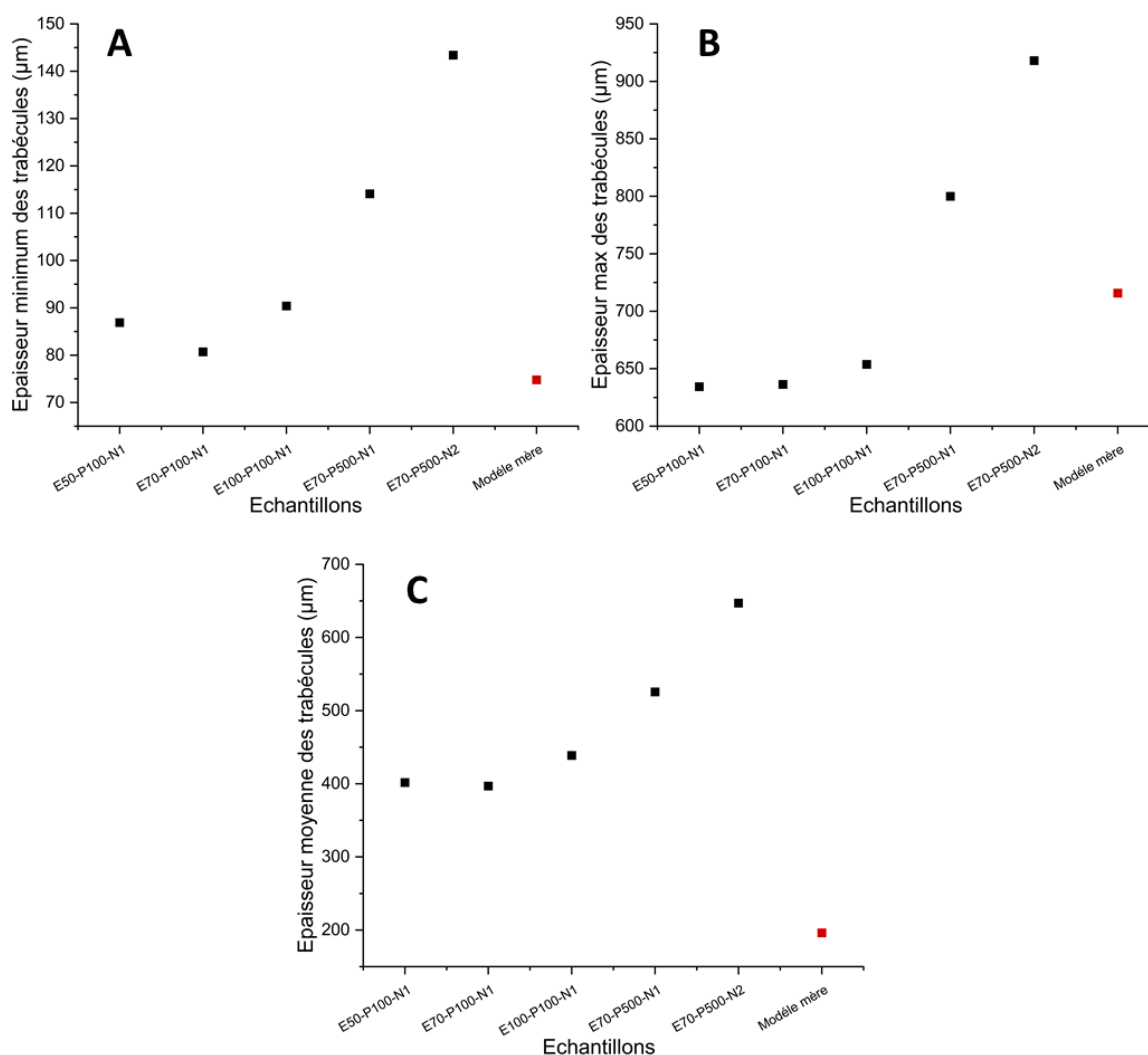 A
Epaisseur minimum des trabécules (µm)
150
140
130
120
110
100
90
80
70
E50-P100-N1
E70-P100-N1
E100-P100-N1
E70-P500-N1
E70-P500-N2
Modéle mère
Echantillons
B
Epaisseur max des trabécules (µm)
950
900
850
800
750
700
650
600
E50-P100-N1
E70-P100-N1
E100-P100-N1
E70-P500-N1
E70-P500-N2
Modéle mère
Echantillons
C
Epaisseur moyenne des trabécules (µm)
700
600
500
400
300
200
E50-P100-N1
E70-P100-N1
E100-P100-N1
E70-P500-N1
E70-P500-N2
Modéle mère
Echantillons